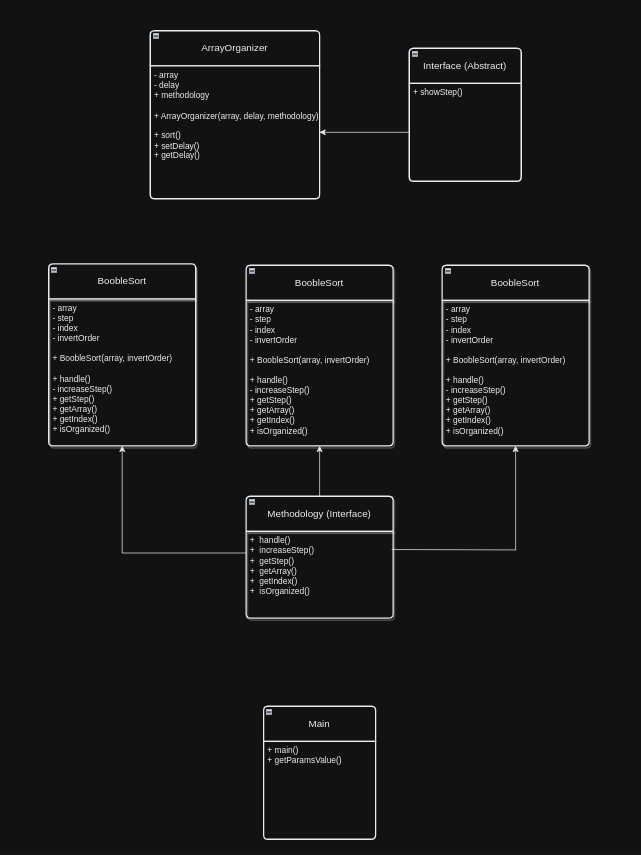 ArrayOrganizer
- array
- delay
+ methodology
+ ArrayOrganizer(array, delay, methodology)
+ sort()
+ setDelay()
+ getDelay()
Interface (Abstract)
+ showStep()
BoobleSort
- array
- step
- index
- invertOrder
+ BoobleSort(array, invertOrder)
+ handle()
- increaseStep()
+ getStep()
+ getArray()
+ getIndex()
+ isOrganized()
BoobleSort
- array
- step
- index
- invertOrder
+ BoobleSort(array, invertOrder)
+ handle()
- increaseStep()
+ getStep()
+ getArray()
+ getIndex()
+ isOrganized()
BoobleSort
- array
- step
- index
- invertOrder
+ BoobleSort(array, invertOrder)
+ handle()
- increaseStep()
+ getStep()
+ getArray()
+ getIndex()
+ isOrganized()
Methodology (Interface)
+ handle()
+ increaseStep()
+ getStep()
+ getArray()
+ getIndex()
+ isOrganized()
Main
+ main()
+ getParamsValue()